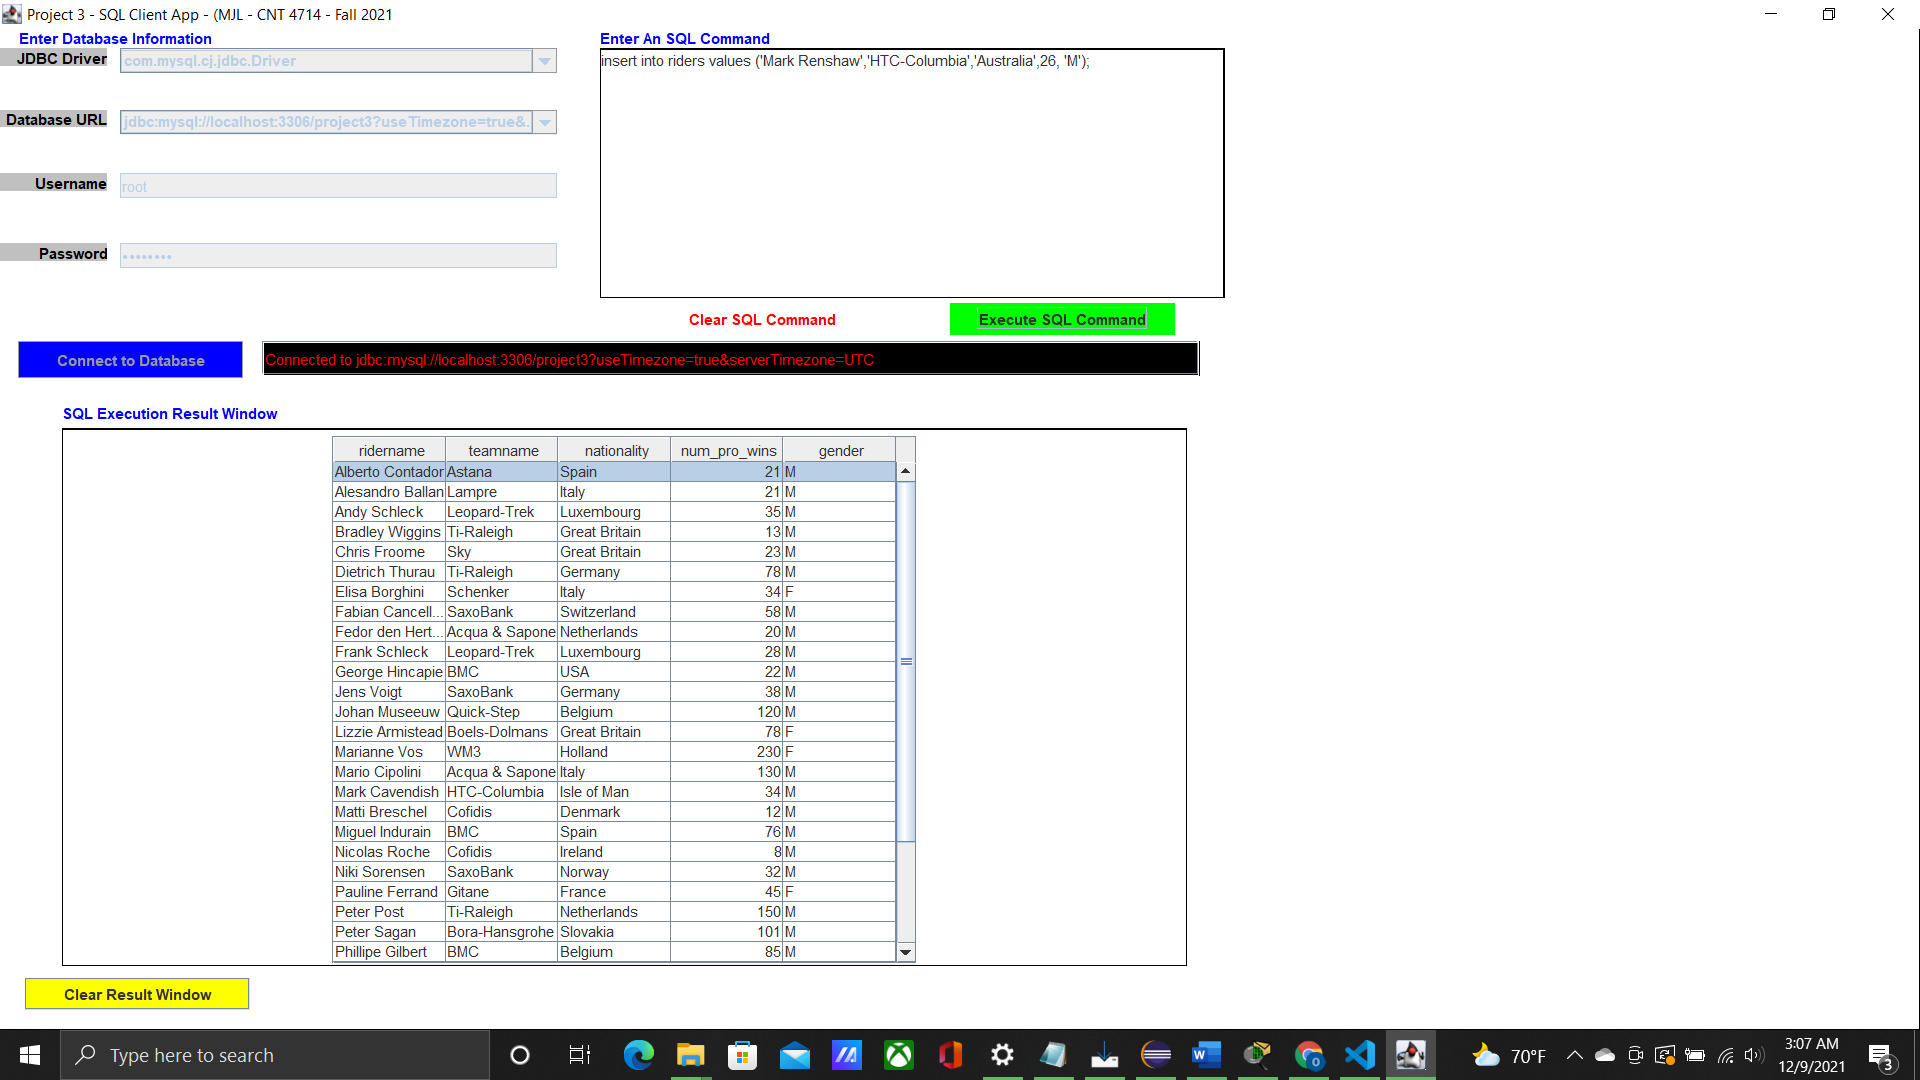 Project 3 - SQL Client App - (MJL - CNT 4714 - Fall 2021
Enter Database Information
JDBC Driver
com.mysql.cj.jdbc.Driver
Database URL
jdbc:mysql://localhost:3306/project3?useTimezone=true&.
Username
root
Password
••••••••
Enter An SQL Command
insert into riders values ('Mark Renshaw','HTC-Columbia','Australia',26, 'M');
Clear SQL Command
Execute SQL Command
Connect to Database
Connected to jdbc:mysql://localhost:3306/project3?useTimezone=true&serverTimezone=UTC
SQL Execution Result Window
ridername teamname nationality num_pro_wins gender
Alberto Contador Astana Spain 21 M
Alesandro Ballan Lampre Italy 21 M
Andy Schleck Leopard-Trek Luxembourg 35 M
Bradley Wiggins Ti-Raleigh Great Britain 13 M
Chris Froome Sky Great Britain 23 M
Dietrich Thurau Ti-Raleigh Germany 78 M
Elisa Borghini Schenker Italy 34 F
Fabian Cancell... SaxoBank Switzerland 58 M
Fedor den Hert... Acqua & Sapone Netherlands 20 M
Frank Schleck Leopard-Trek Luxembourg 28 M
George Hincapie BMC USA 22 M
Jens Voigt SaxoBank Germany 38 M
Johan Museeuw Quick-Step Belgium 120 M
Lizzie Armistead Boels-Dolmans Great Britain 78 F
Marianne Vos WM3 Holland 230 F
Mario Cipolini Acqua & Sapone Italy 130 M
Mark Cavendish HTC-Columbia Isle of Man 34 M
Matti Breschel Cofidis Denmark 12 M
Miguel Indurain BMC Spain 76 M
Nicolas Roche Cofidis Ireland 8 M
Niki Sorensen SaxoBank Norway 32 M
Pauline Ferrand Gitane France 45 F
Peter Post Ti-Raleigh Netherlands 150 M
Peter Sagan Bora-Hansgrohe Slovakia 101 M
Phillipe Gilbert BMC Belgium 85 M
Clear Result Window
Type here to search
70°F
3:07 AM
12/9/2021
3